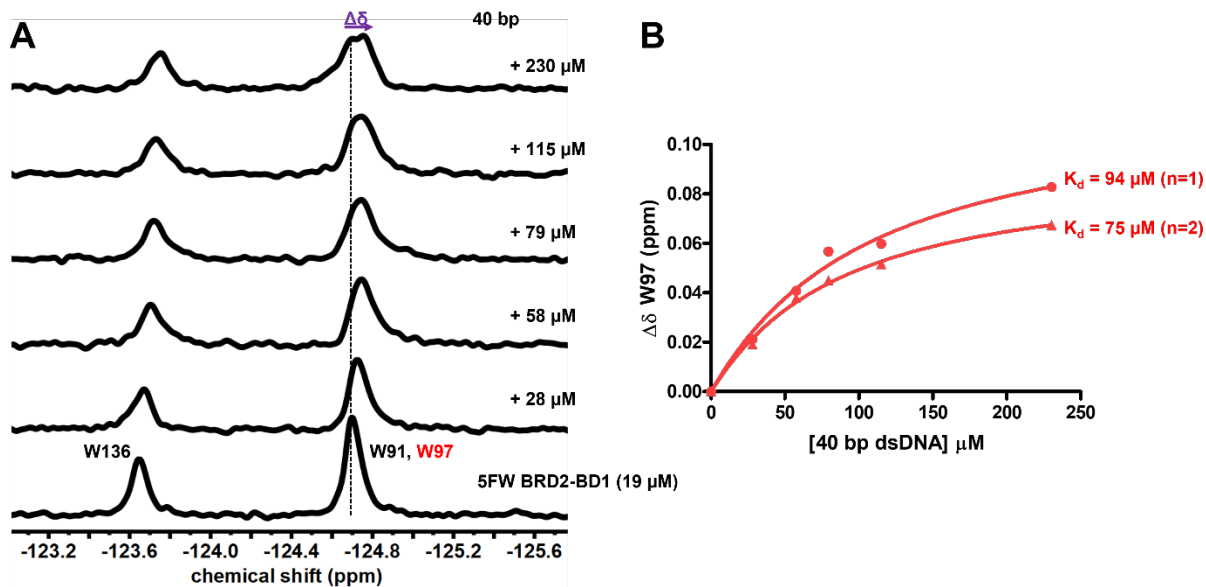 A
Δδ
40 bp
+ 230 µM
+ 115 µM
+ 79 µM
+ 58 µM
+ 28 µM
W136
W91, W97
5FW BRD2-BD1 (19 µM)
-123.2 -123.6 -124.0 -124.4 -124.8 -125.2 -125.6
chemical shift (ppm)
B
0.10
0.08
0.06
0.04
0.02
0.00
Δδ W97 (ppm)
Kd = 94 µM (n=1)
Kd = 75 µM (n=2)
0 50 100 150 200 250
[40 bp dsDNA] µM